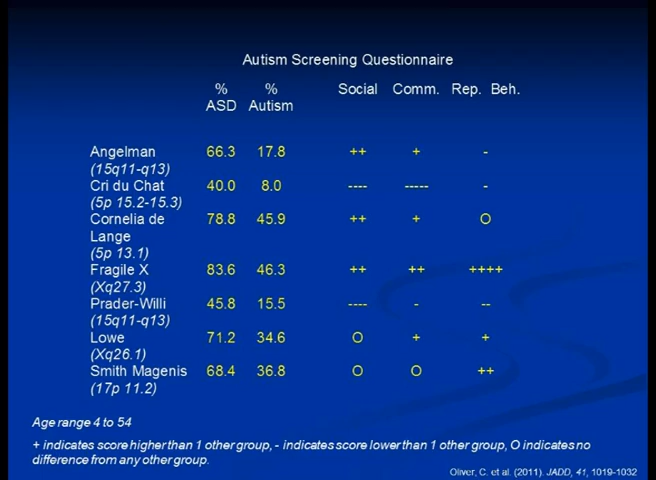 Autism Screening Questionnaire
% % Social Comm. Rep. Beh.
ASD Autism
Angelman 66.3 17.8 ++ + -
(15q11-q13)
Cri du Chat 40.0 8.0 ---- ----- -
(5p 15.2-15.3)
Cornelia de 78.8 45.9 ++ + O
Lange
(5p 13.1)
Fragile X 83.6 46.3 ++ ++ ++++
(Xq27.3)
Prader-Willi 45.8 15.5 ---- - --
(15q11-q13)
Lowe 71.2 34.6 O + +
(Xq26.1)
Smith Magenis 68.4 36.8 O O ++
(17p 11.2)
Age range 4 to 54
+ indicates score higher than 1 other group, - indicates score lower than 1 other group, O indicates no
difference from any other group.
Oliver, C. et al. (2011). JADD, 41, 1019-1032